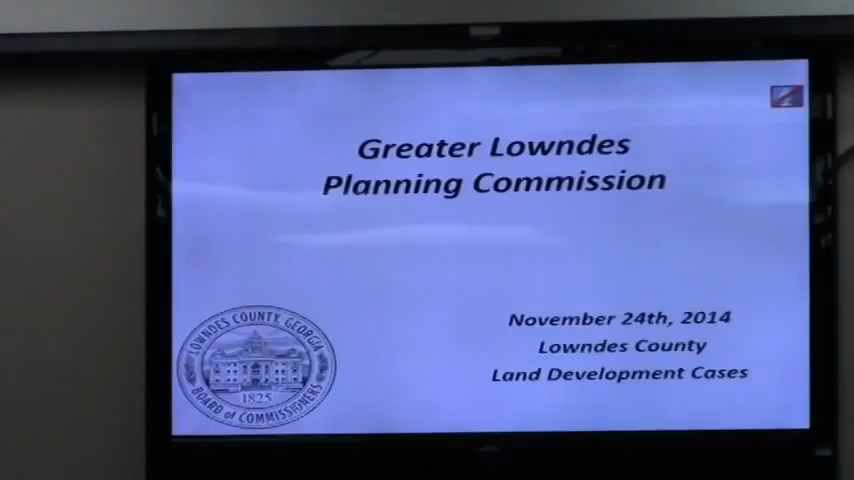 Greater Lowndes
Planning Commission
November 24th, 2014
Lowndes County
Land Development Cases
LOWNDES COUNTY, GEORGIA
1825
BOARD of COMMISSIONERS